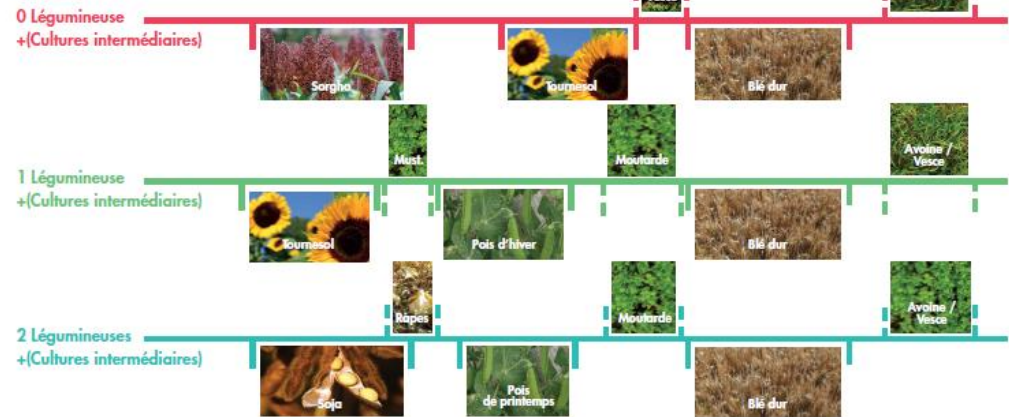 0 Légumineuse
+(Cultures intermédiaires)
Sorgho
Tournesol
Blé dur
Must.
Moutarde
Avoine /
Vesce
1 Légumineuse
+(Cultures intermédiaires)
Tournesol
Pois d'hiver
Blé dur
Rapes
Moutarde
Avoine /
Vesce
2 Légumineuses
+(Cultures intermédiaires)
Soja
Pois
de printemps
Blé dur